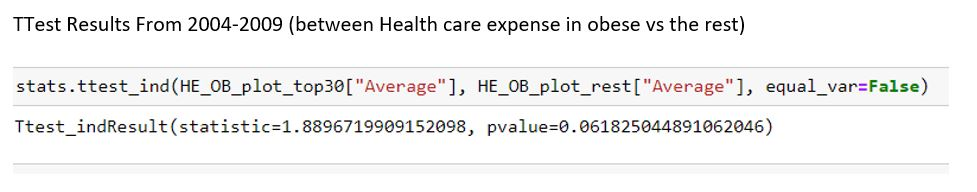 TTest Results From 2004-2009 (between Health care expense in obese vs the rest)
stats.ttest_ind(HE_OB_plot_top30["Average"], HE_OB_plot_rest["Average"], equal_var=False)
Ttest_indResult(statistic=1.8896719909152098, pvalue=0.061825044891062046)